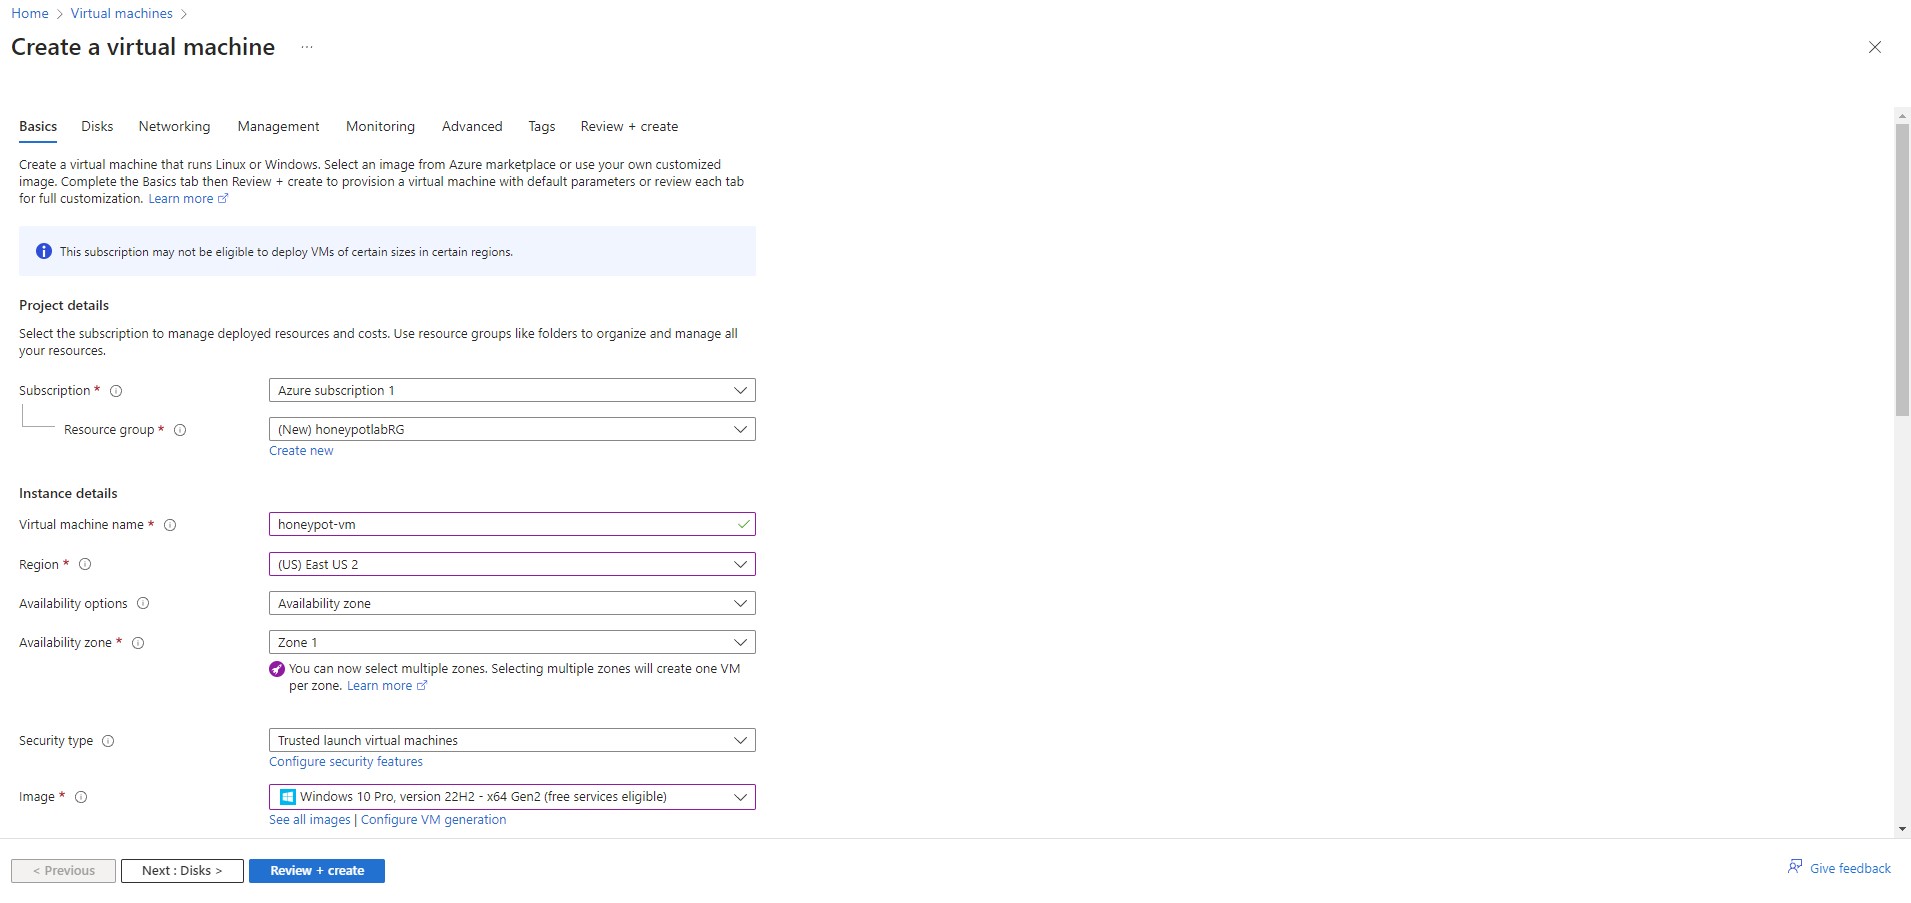 Home > Virtual machines >
Create a virtual machine ...
Basics Disks Networking Management Monitoring Advanced Tags Review + create
Create a virtual machine that runs Linux or Windows. Select an image from Azure marketplace or use your own customized
image. Complete the Basics tab then Review + create to provision a virtual machine with default parameters or review each tab
for full customization. Learn more
This subscription may not be eligible to deploy VMs of certain sizes in certain regions.
Project details
Select the subscription to manage deployed resources and costs. Use resource groups like folders to organize and manage all
your resources.
Subscription * Azure subscription 1
Resource group * (New) honeypotlabRG
Create new
Instance details
Virtual machine name * honeypot-vm
Region * (US) East US 2
Availability options Availability zone
Availability zone * Zone 1
You can now select multiple zones. Selecting multiple zones will create one VM
per zone. Learn more
Security type Trusted launch virtual machines
Configure security features
Image * Windows 10 Pro, version 22H2 - x64 Gen2 (free services eligible)
See all images | Configure VM generation
< Previous Next : Disks > Review + create Give feedback